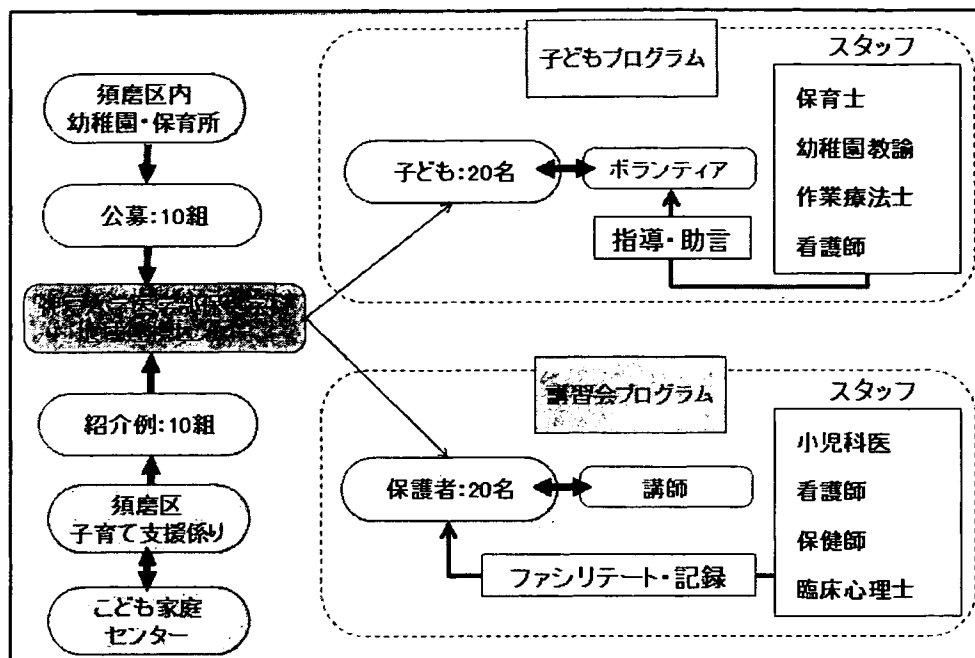 須磨区内
幼稚園・保育所
公募:10組
紹介例:10組
須磨区
子育て支援係り
こども家庭
センター
子どもプログラム
スタッフ
子ども:20名
ボランティア
指導・助言
保育士
幼稚園教諭
作業療法士
看護師
講習会プログラム
スタッフ
保護者:20名
講師
ファシリテート・記録
小児科医
看護師
保健師
臨床心理士